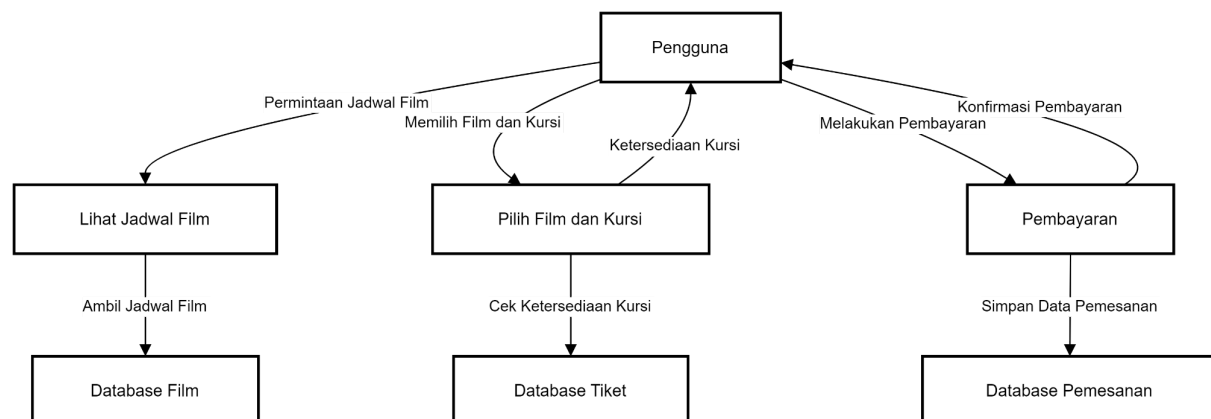 Pengguna
Permintaan Jadwal Film
Konfirmasi Pembayaran
Memilih Film dan Kursi
Melakukan Pembayaran
Ketersediaan Kursi
Lihat Jadwal Film
Pilih Film dan Kursi
Pembayaran
Ambil Jadwal Film
Cek Ketersediaan Kursi
Simpan Data Pemesanan
Database Film
Database Tiket
Database Pemesanan